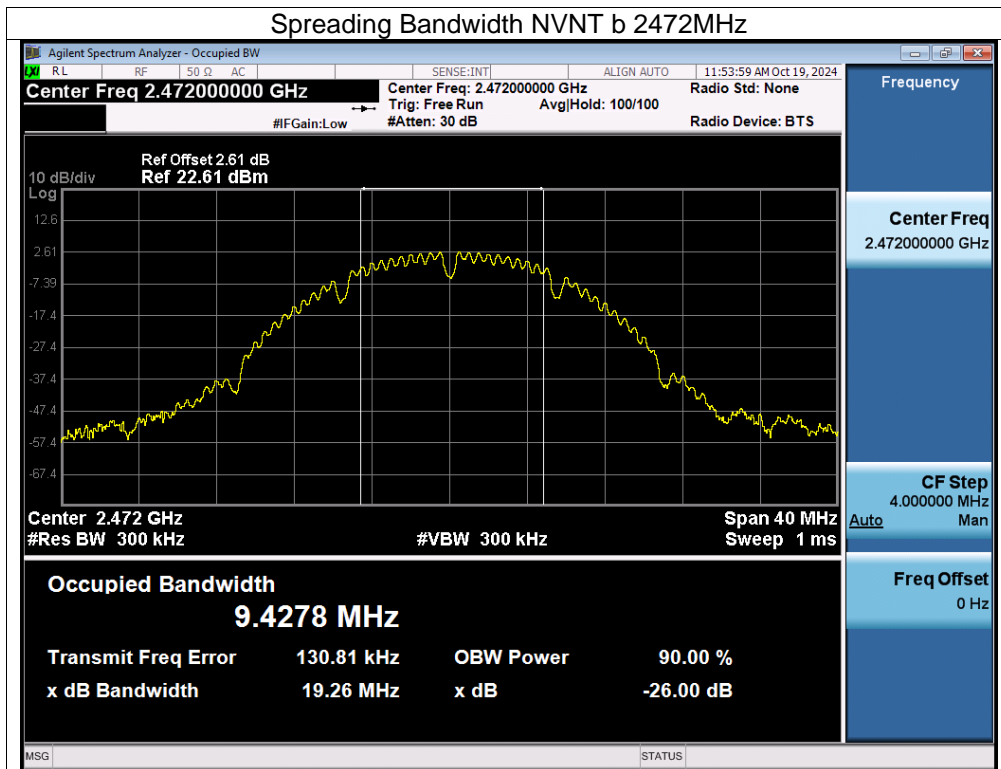 Spreading Bandwidth NVNT b 2472MHz
Agilent Spectrum Analyzer - Occupied BW
LXI RL RF 50 Ω AC SENSE:INT ALIGN AUTO 11:53:59 AM Oct 19, 2024
Center Freq 2.472000000 GHz
Center Freq: 2.472000000 GHz
Radio Std: None
Trig: Free Run Avg|Hold: 100/100
#IFGain:Low
#Atten: 30 dB
Radio Device: BTS
Ref Offset 2.61 dB
10 dB/div Ref 22.61 dBm
Log
12.6
2.61
-7.39
-17.4
-27.4
-37.4
-47.4
-57.4
-67.4
Center 2.472 GHz
Span 40 MHz
#Res BW 300 kHz
#VBW 300 kHz
Sweep 1 ms
Occupied Bandwidth
9.4278 MHz
Transmit Freq Error 130.81 kHz OBW Power 90.00 %
x dB Bandwidth 19.26 MHz x dB -26.00 dB
Frequency
Center Freq
2.472000000 GHz
CF Step
4.000000 MHz
Auto Man
Freq Offset
0 Hz
MSG STATUS